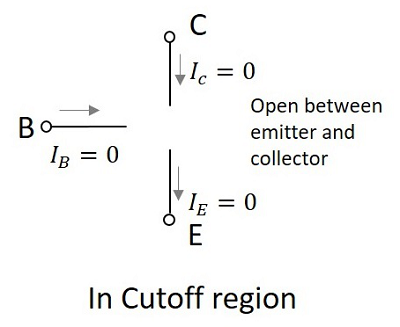 C
I_c = 0
Open between
emitter and
collector
B
I_B = 0
I_E = 0
E
In Cutoff region